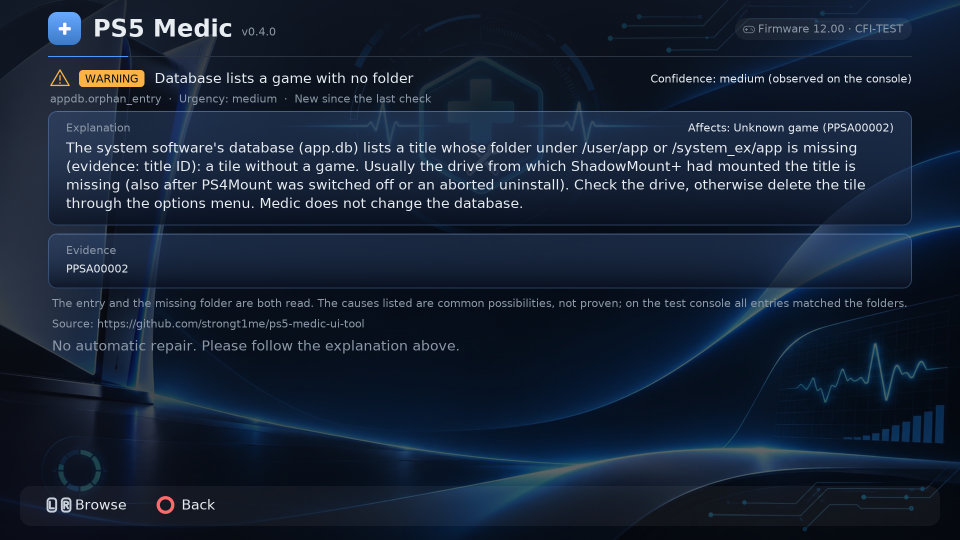 PS5 Medic v0.4.0
Firmware 12.00 · CFI-TEST
WARNING Database lists a game with no folder
Confidence: medium (observed on the console)
appdb.orphan_entry · Urgency: medium · New since the last check
Explanation
Affects: Unknown game (PPSA00002)
The system software's database (app.db) lists a title whose folder under /user/app or /system_ex/app is missing
(evidence: title ID): a tile without a game. Usually the drive from which ShadowMount+ had mounted the title is
missing (also after PS4Mount was switched off or an aborted uninstall). Check the drive, otherwise delete the tile
through the options menu. Medic does not change the database.
Evidence
PPSA00002
The entry and the missing folder are both read. The causes listed are common possibilities, not proven; on the test console all entries matched the folders.
Source: https://github.com/strongt1me/ps5-medic-ui-tool
No automatic repair. Please follow the explanation above.
L R Browse
Back